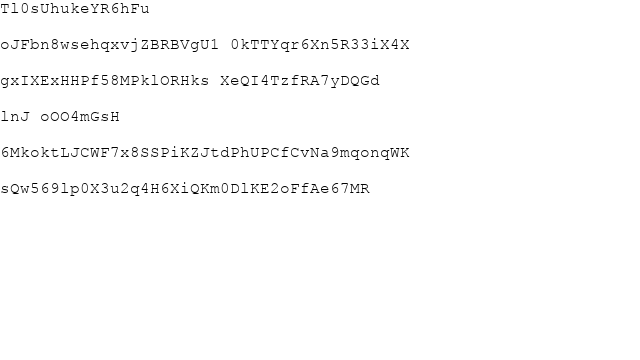 Tl0sUhukeYR6hFu
oJFbn8wsehqxvjZBRBVgU1 0kTTYqr6Xn5R33iX4X
gxIXExHHPf58MPklORHks XeQI4TzfRA7yDQGd
lnJ oOO4mGsH
6MkoktLJCWF7x8SSPiKZJtdPhUPCfCvNa9mqonqWK
sQw569lp0X3u2q4H6XiQKm0DlKE2oFfAe67MR